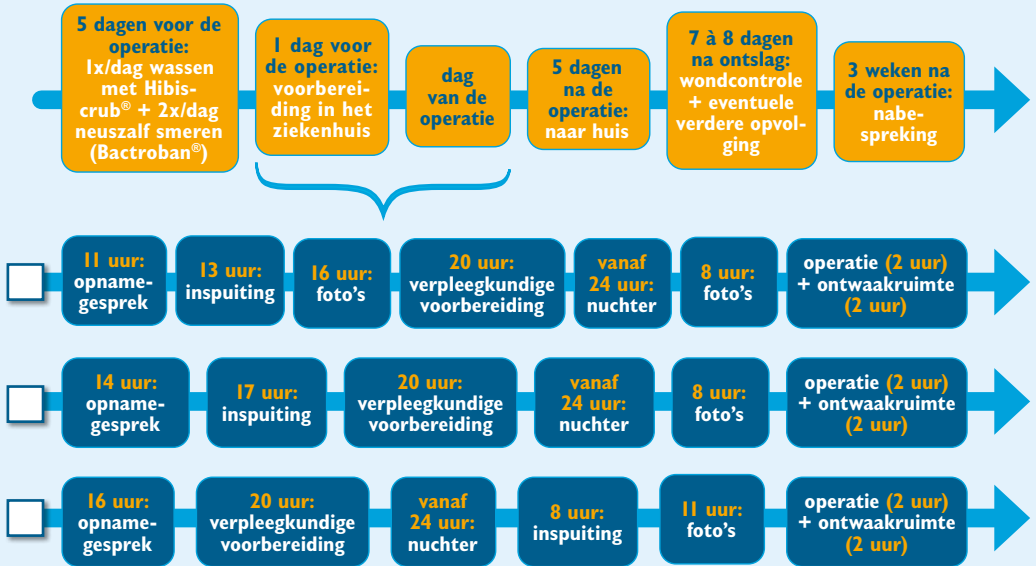 5 dagen voor de
operatie:
1x/dag wassen
met Hibis-
crub® + 2x/dag
neuszalf smeren
(Bactroban®)
1 dag voor
de operatie:
voorberei-
ding in het
ziekenhuis
dag
van de
operatie
5 dagen
na de
operatie:
naar huis
7 à 8 dagen
na ontslag:
wondcontrole
+ eventuele
verdere opvol-
ging
3 weken na
de operatie:
nabe-
spreking
11 uur:
opname-
gesprek
13 uur:
inspuiting
16 uur:
foto's
20 uur:
verpleegkundige
voorbereiding
vanaf
24 uur:
nuchter
8 uur:
foto's
operatie (2 uur)
+ ontwaakruimte
(2 uur)
14 uur:
opname-
gesprek
17 uur:
inspuiting
20 uur:
verpleegkundige
voorbereiding
vanaf
24 uur:
nuchter
8 uur:
foto's
operatie (2 uur)
+ ontwaakruimte
(2 uur)
16 uur:
opname-
gesprek
20 uur:
verpleegkundige
voorbereiding
vanaf
24 uur:
nuchter
8 uur:
inspuiting
11 uur:
foto's
operatie (2 uur)
+ ontwaakruimte
(2 uur)